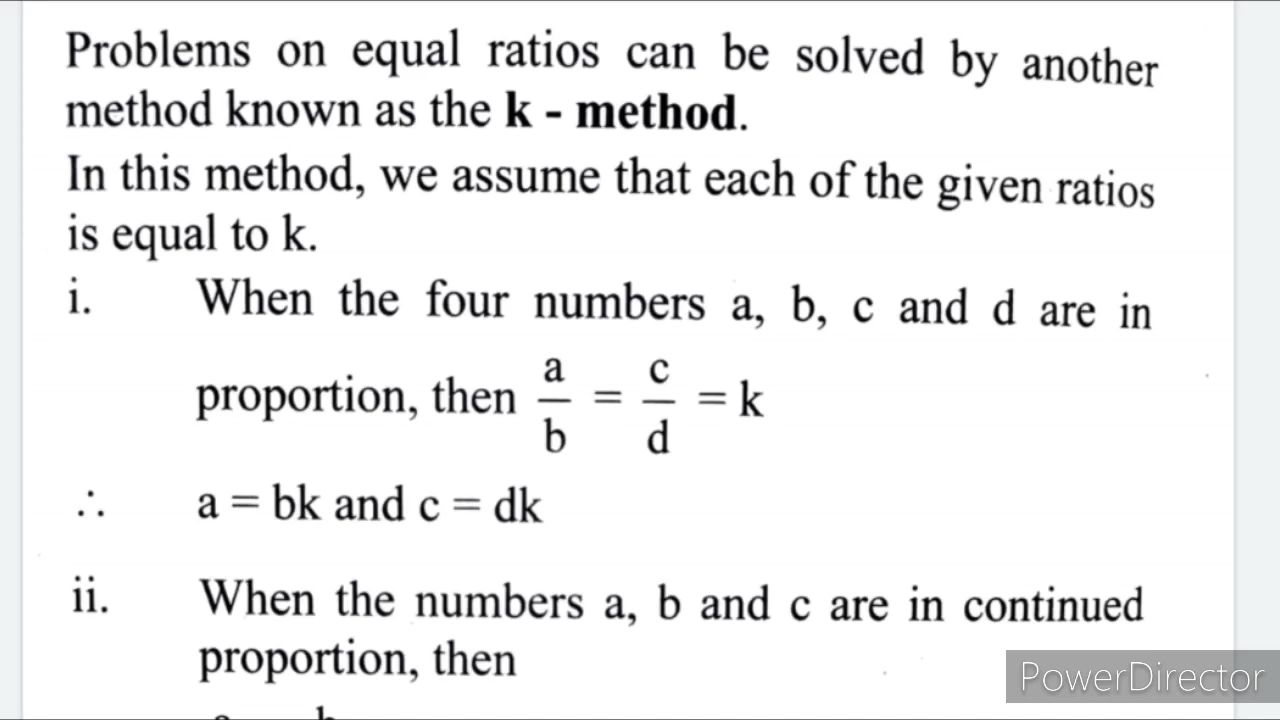 Problems on equal ratios can be solved by another
method known as the k - method.
In this method, we assume that each of the given ratios
is equal to k.
i. When the four numbers a, b, c and d are in
proportion, then a/b = c/d = k
∴ a = bk and c = dk
ii. When the numbers a, b and c are in continued
proportion, then
PowerDirector